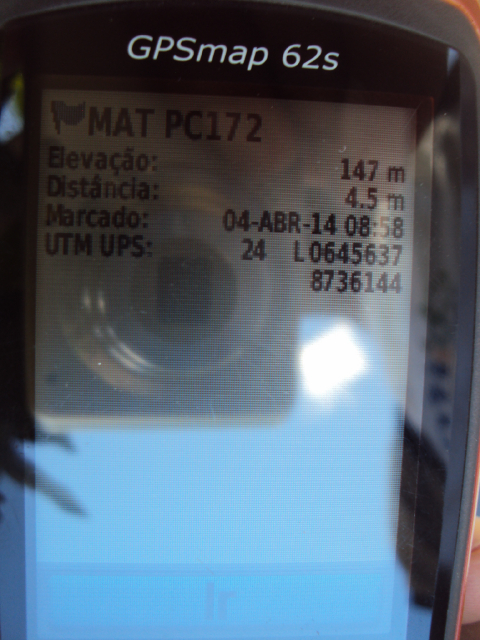 GPSmap 62s
MAT PC172
Elevação: 147 m
Distância: 4.5 m
Marcado: 04-ABR-14 08:58
UTM UPS: 24 L 0645637
8736144
Ir